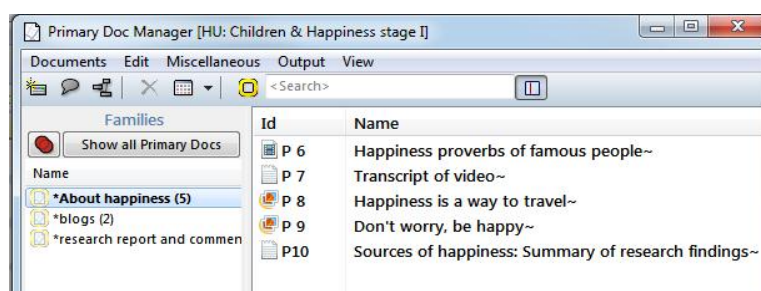 Primary Doc Manager [HU: Children & Happiness stage I]
Documents Edit Miscellaneous Output View
<Search>
Families
Show all Primary Docs
Name
*About happiness (5)
*blogs (2)
*research report and commen
Id Name
P 6 Happiness proverbs of famous people~
P 7 Transcript of video~
P 8 Happiness is a way to travel~
P 9 Don't worry, be happy~
P10 Sources of happiness: Summary of research findings~